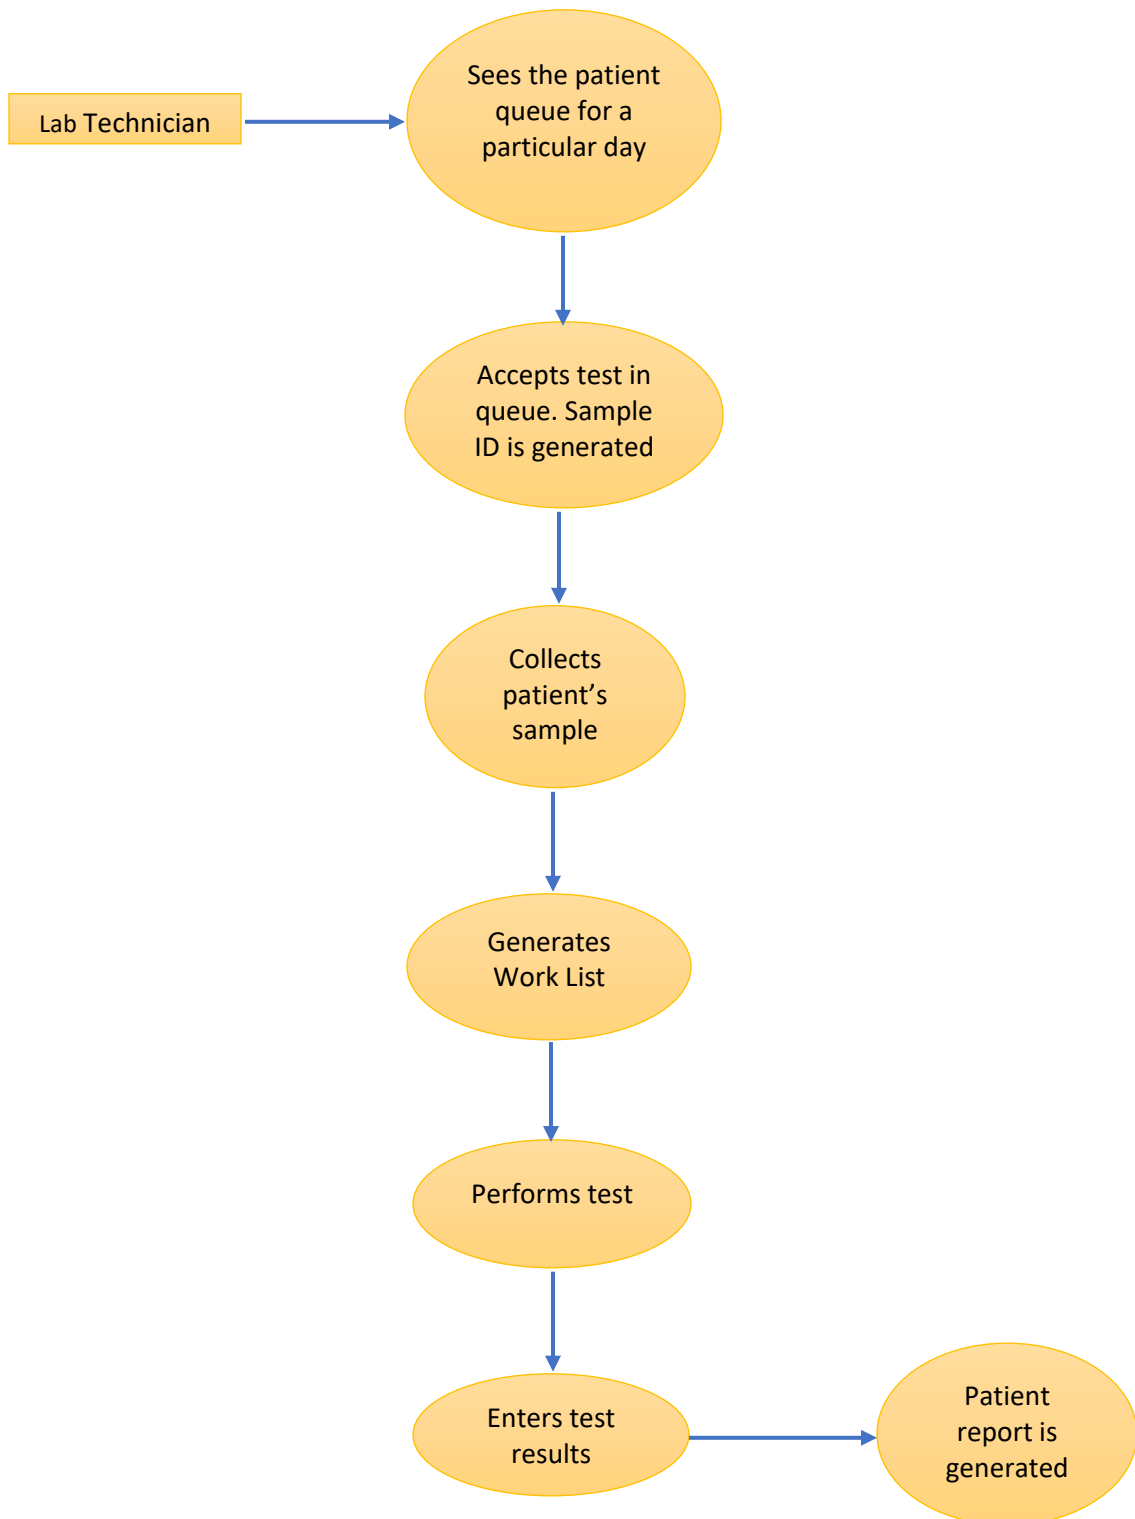 Lab Technician
Sees the patient
queue for a
particular day
Accepts test in
queue. Sample
ID is generated
Collects
patient’s
sample
Generates
Work List
Performs test
Enters test
results
Patient
report is
generated